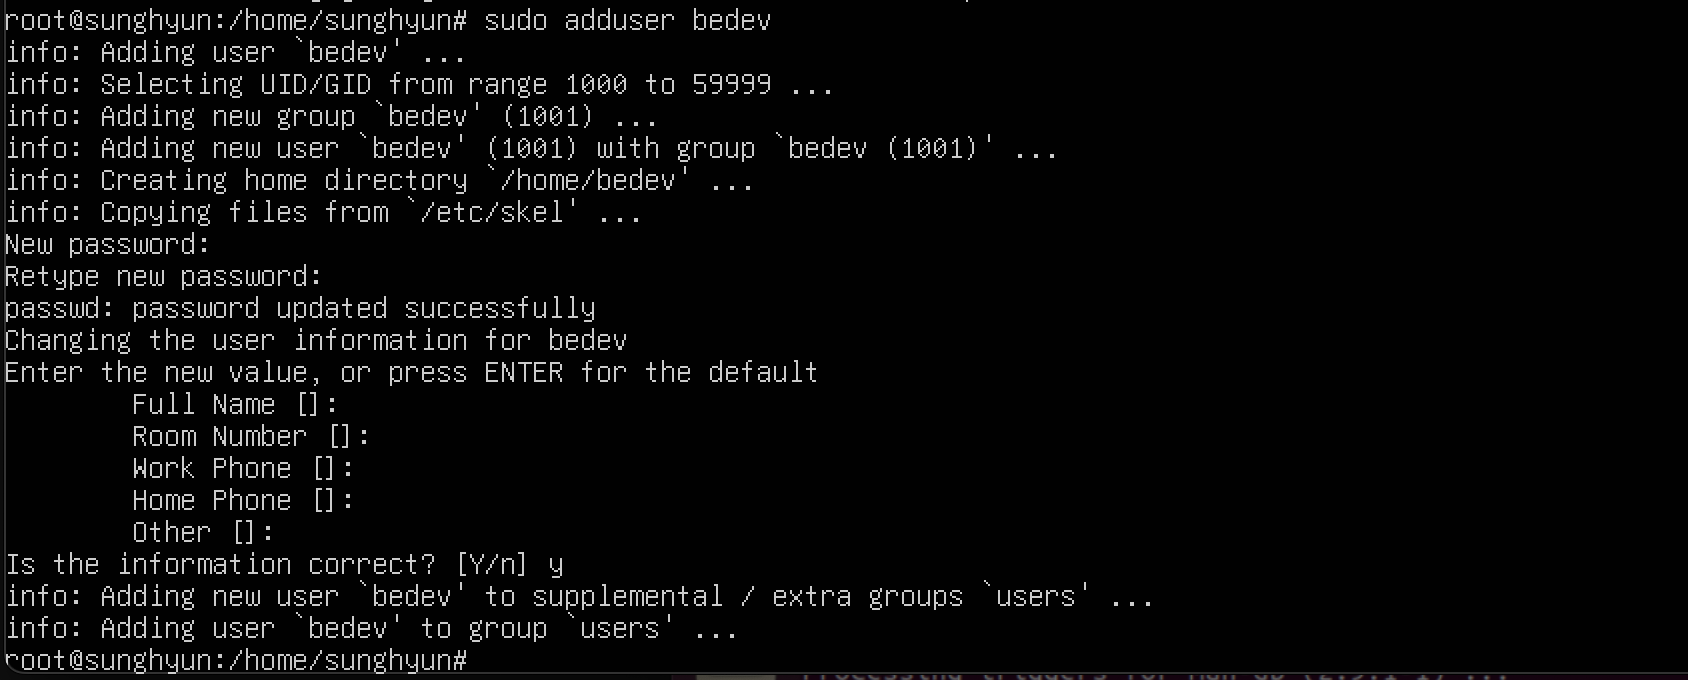 root@sunghyun:/home/sunghyun# sudo adduser bedev
info: Adding user `bedev' ...
info: Selecting UID/GID from range 1000 to 59999 ...
info: Adding new group `bedev' (1001) ...
info: Adding new user `bedev' (1001) with group `bedev (1001)' ...
info: Creating home directory `/home/bedev' ...
info: Copying files from `/etc/skel' ...
New password:
Retype new password:
passwd: password updated successfully
Changing the user information for bedev
Enter the new value, or press ENTER for the default
        Full Name []:
        Room Number []:
        Work Phone []:
        Home Phone []:
        Other []:
Is the information correct? [Y/n] y
info: Adding new user `bedev' to supplemental / extra groups `users' ...
info: Adding user `bedev' to group `users' ...
root@sunghyun:/home/sunghyun#